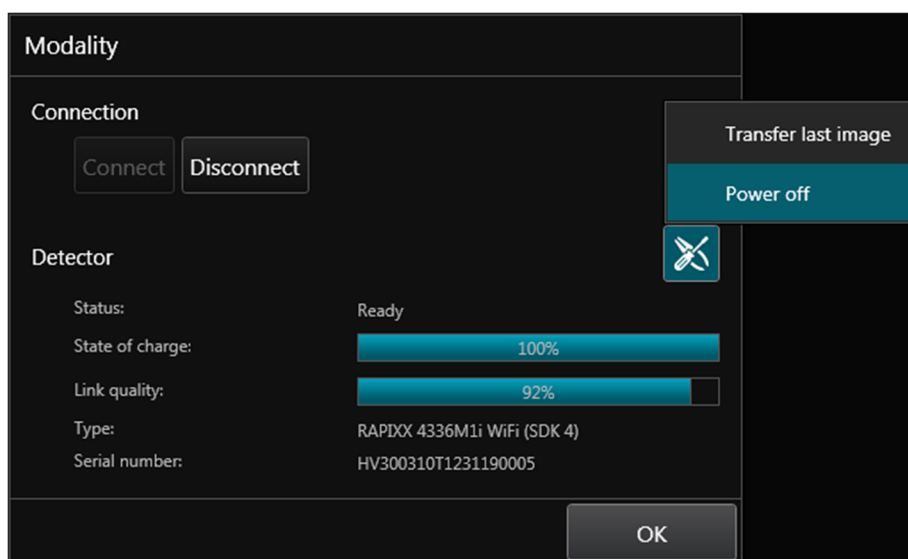 Modality
Connection
Connect Disconnect
Transfer last image
Power off
Detector
Status: Ready
State of charge: 100%
Link quality: 92%
Type: RAPIXX 4336M1i WiFi (SDK 4)
Serial number: HV300310T1231190005
OK